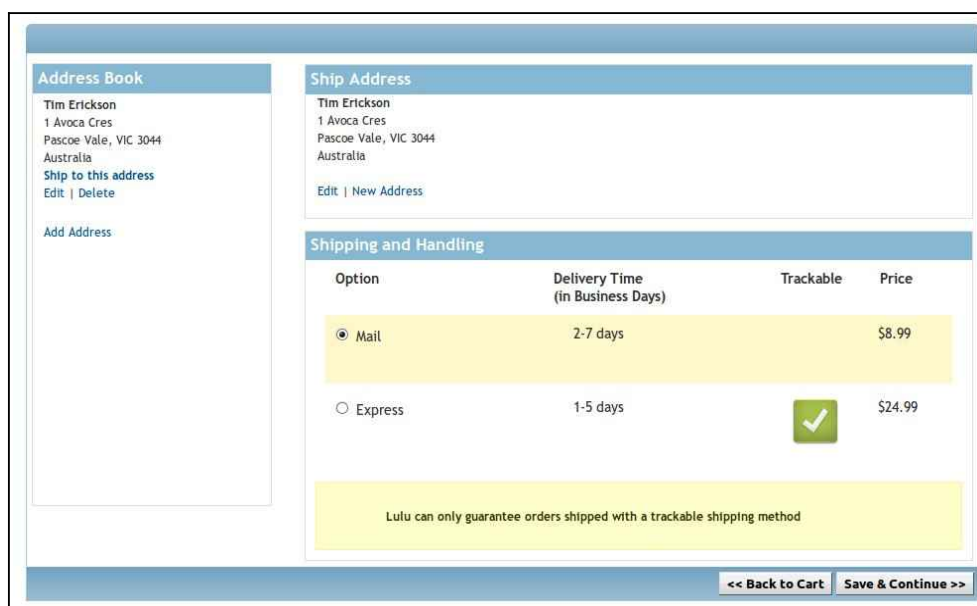 Address Book
Tim Erickson
1 Avoca Cres
Pascoe Vale, VIC 3044
Australia
Ship to this address
Edit | Delete
Add Address
Ship Address
Tim Erickson
1 Avoca Cres
Pascoe Vale, VIC 3044
Australia
Edit | New Address
Shipping and Handling
Option Delivery Time (in Business Days) Trackable Price
Mail 2-7 days $8.99
Express 1-5 days $24.99
Lulu can only guarantee orders shipped with a trackable shipping method
<< Back to Cart Save & Continue >>